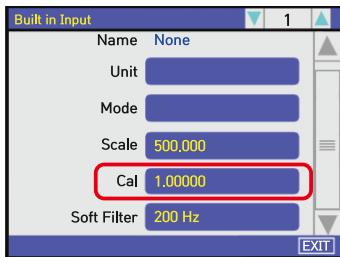 Built in Input 1
Name None
Unit
Mode
Scale 500,000
Cal 1.00000
Soft Filter 200 Hz
EXIT